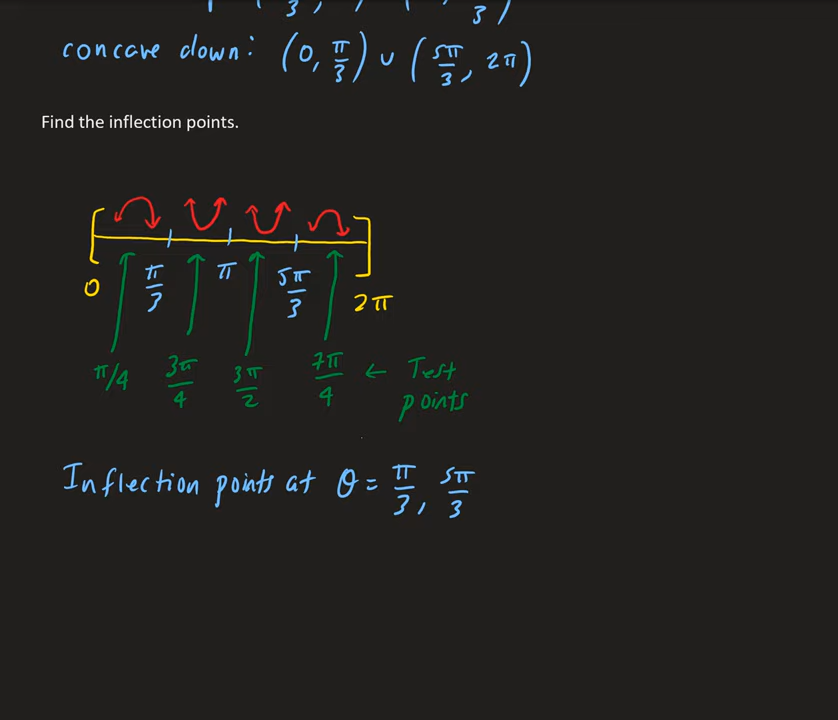 3
concave down: (0, π/3) ∪ (5π/3, 2π)
Find the inflection points.
0 π/3 π 5π/3 2π
π/4 3π/4 3π/2 7π/4 ← Test points
Inflection points at θ = π/3, 5π/3